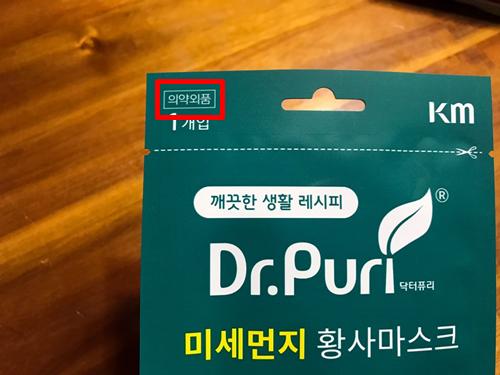 의약외품
1개입
Km
깨끗한 생활 레시피
Dr.Puri®
닥터퓨리
미세먼지 황사마스크